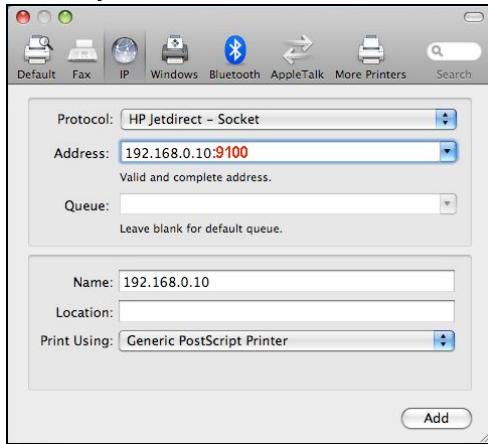 Default Fax IP Windows Bluetooth AppleTalk More Printers Search
Protocol: HP Jetdirect – Socket
Address: 192.168.0.10:9100
Valid and complete address.
Queue:
Leave blank for default queue.
Name: 192.168.0.10
Location:
Print Using: Generic PostScript Printer
Add